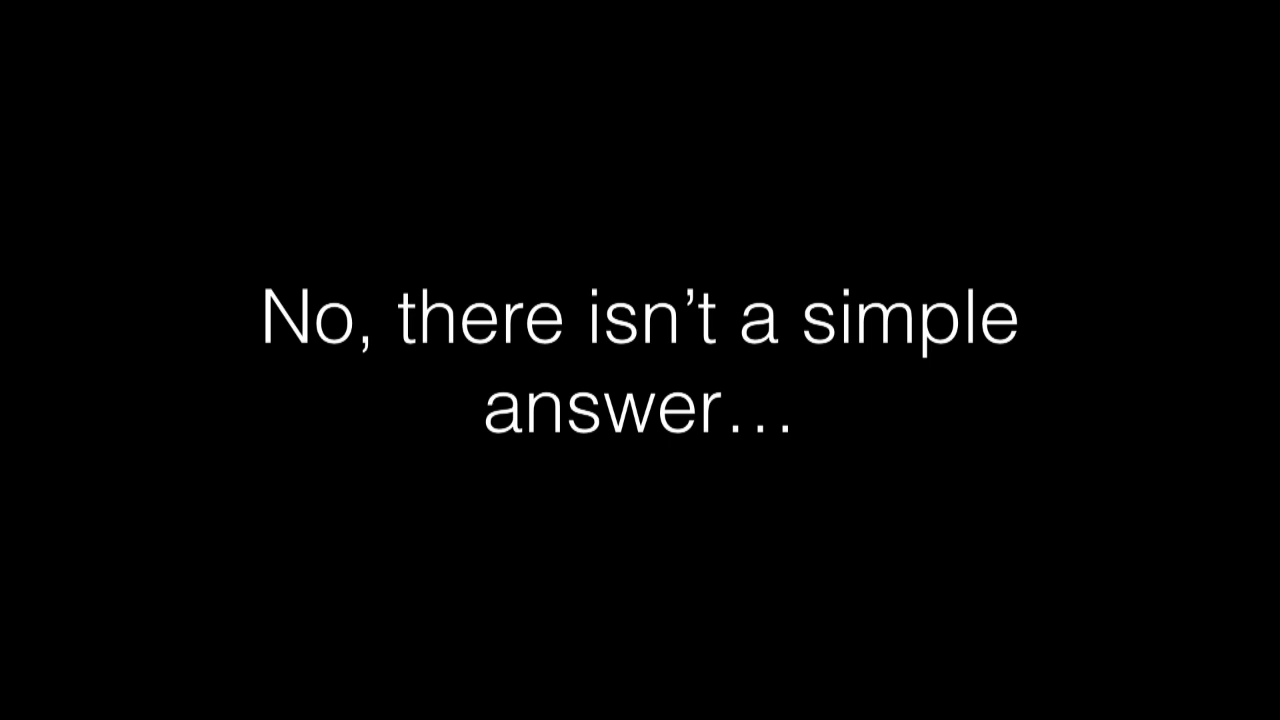 No, there isn’t a simple
answer…